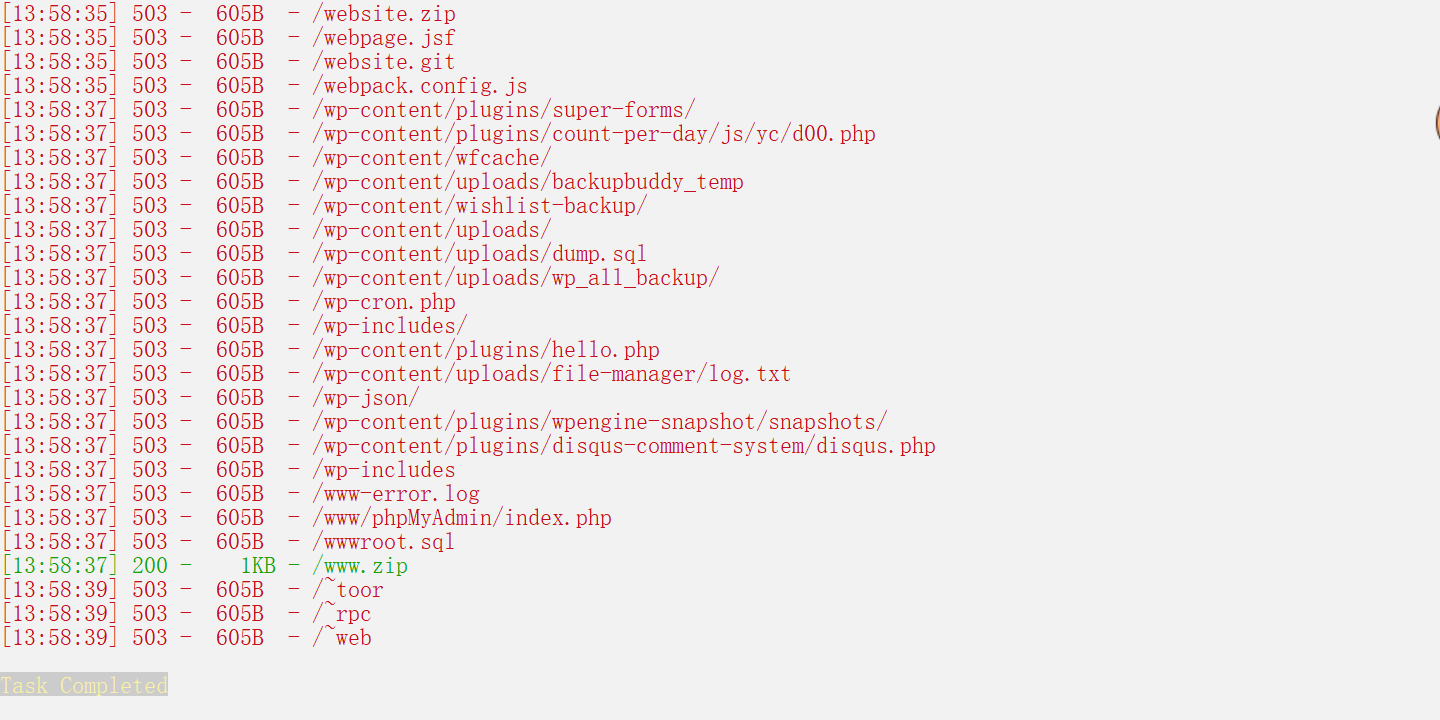 [13:58:35] 503 -  605B  - /website.zip
[13:58:35] 503 -  605B  - /webpage.jsf
[13:58:35] 503 -  605B  - /website.git
[13:58:35] 503 -  605B  - /webpack.config.js
[13:58:37] 503 -  605B  - /wp-content/plugins/super-forms/
[13:58:37] 503 -  605B  - /wp-content/plugins/count-per-day/js/yc/d00.php
[13:58:37] 503 -  605B  - /wp-content/wfcache/
[13:58:37] 503 -  605B  - /wp-content/uploads/backupbuddy_temp
[13:58:37] 503 -  605B  - /wp-content/wishlist-backup/
[13:58:37] 503 -  605B  - /wp-content/uploads/
[13:58:37] 503 -  605B  - /wp-content/uploads/dump.sql
[13:58:37] 503 -  605B  - /wp-content/uploads/wp_all_backup/
[13:58:37] 503 -  605B  - /wp-cron.php
[13:58:37] 503 -  605B  - /wp-includes/
[13:58:37] 503 -  605B  - /wp-content/plugins/hello.php
[13:58:37] 503 -  605B  - /wp-content/uploads/file-manager/log.txt
[13:58:37] 503 -  605B  - /wp-json/
[13:58:37] 503 -  605B  - /wp-content/plugins/wpengine-snapshot/snapshots/
[13:58:37] 503 -  605B  - /wp-content/plugins/disqus-comment-system/disqus.php
[13:58:37] 503 -  605B  - /wp-includes
[13:58:37] 503 -  605B  - /www-error.log
[13:58:37] 503 -  605B  - /www/phpMyAdmin/index.php
[13:58:37] 503 -  605B  - /wwwroot.sql
[13:58:37] 200 -    1KB - /www.zip
[13:58:39] 503 -  605B  - /~toor
[13:58:39] 503 -  605B  - /~rpc
[13:58:39] 503 -  605B  - /~web
Task Completed